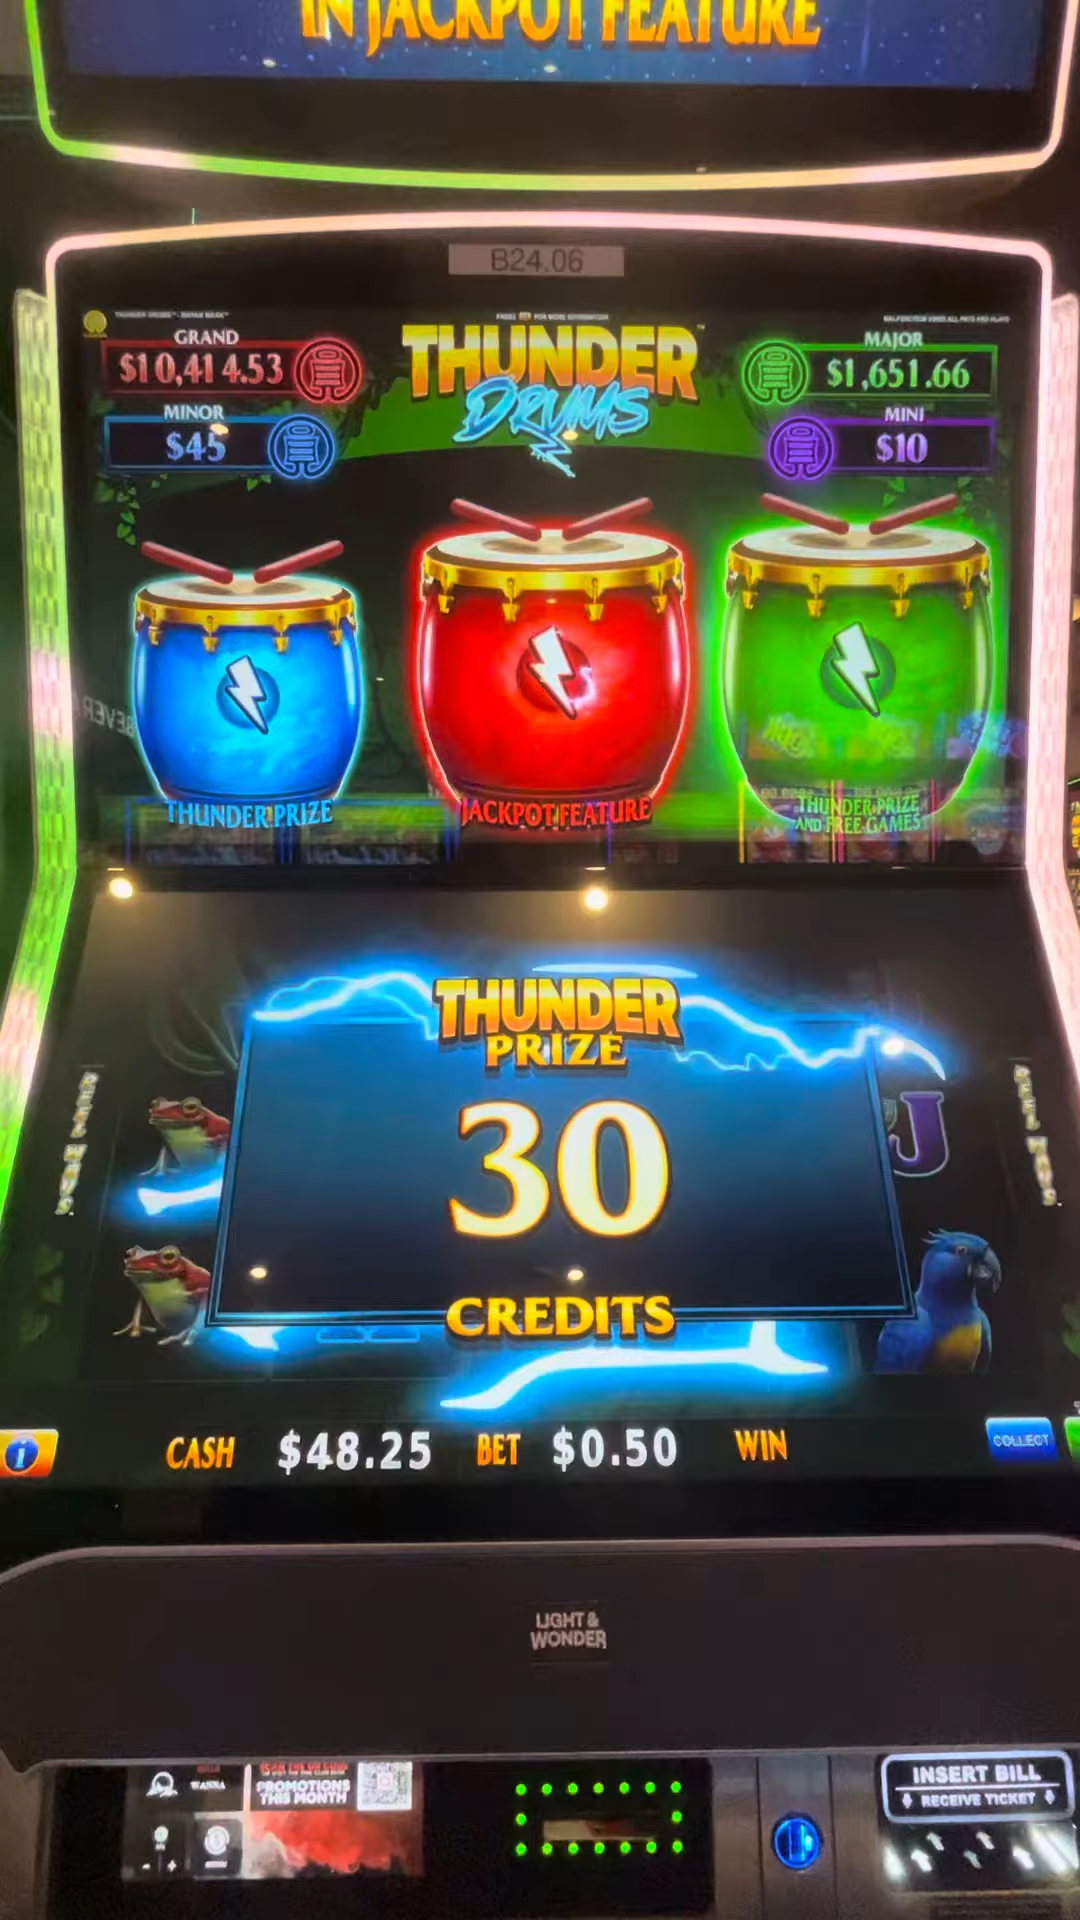 IN JACKPOT FEATURE
B24.06
GRAND
$10,414.53
MINOR
$45
THUNDER
DRUMS
MAJOR
$1,651.66
MINI
$10
THUNDER PRIZE
JACKPOT FEATURE
THUNDER PRIZE
AND FREE GAMES
THUNDER
PRIZE
30
CREDITS
J
CASH $48.25 BET $0.50 WIN
COLLECT
LIGHT &
WONDER
PROMOTIONS
THIS MONTH
INSERT BILL
RECEIVE TICKET